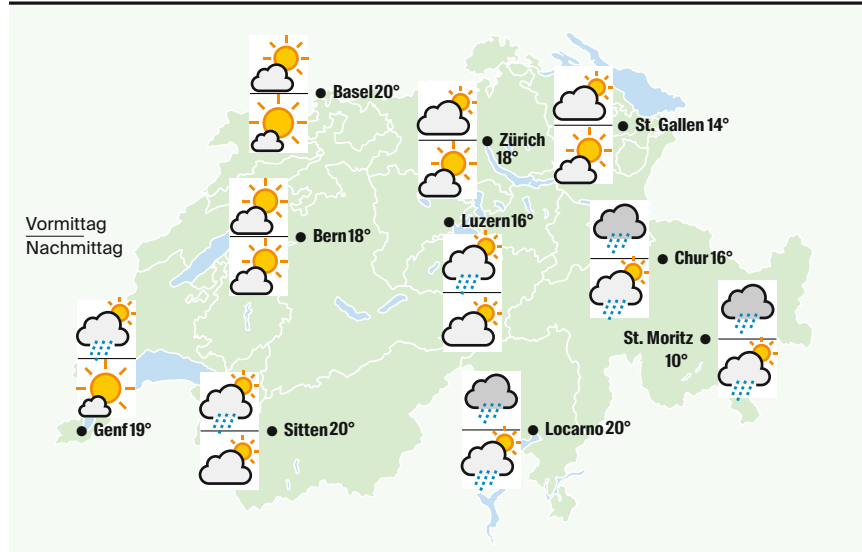 Basel 20°
Zürich
18°
St. Gallen 14°
Vormittag
Nachmittag
Bern 18°
Luzern 16°
Chur 16°
St. Moritz
10°
Genf 19°
Sitten 20°
Locarno 20°